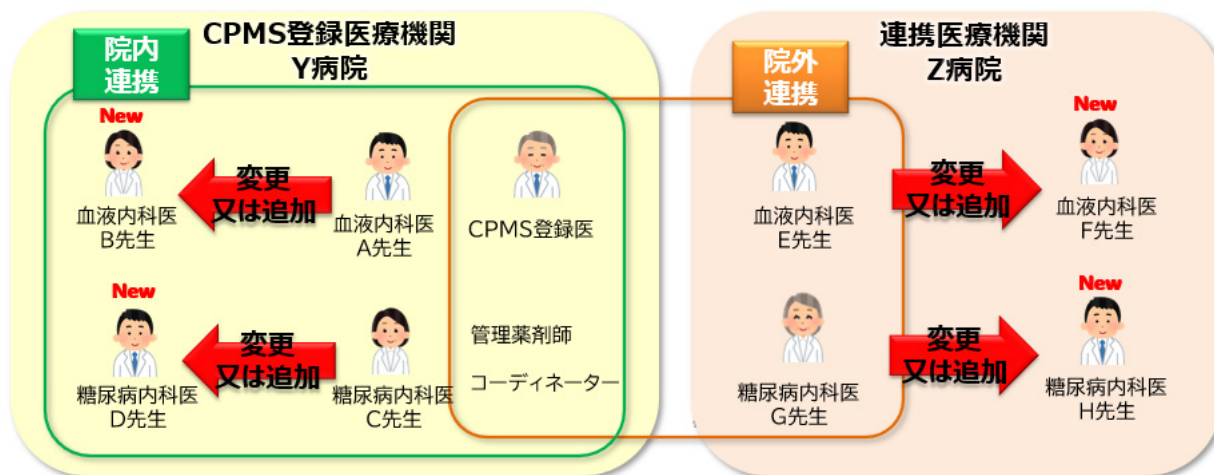 CPMS登録医療機関
Y病院
院内
連携
New
血液内科医
B先生
変更
又は追加
血液内科医
A先生
CPMS登録医
New
糖尿病内科医
D先生
変更
又は追加
糖尿病内科医
C先生
管理薬剤師
コーディネーター
連携医療機関
Z病院
院外
連携
血液内科医
E先生
変更
又は追加
New
血液内科医
F先生
糖尿病内科医
G先生
変更
又は追加
New
糖尿病内科医
H先生